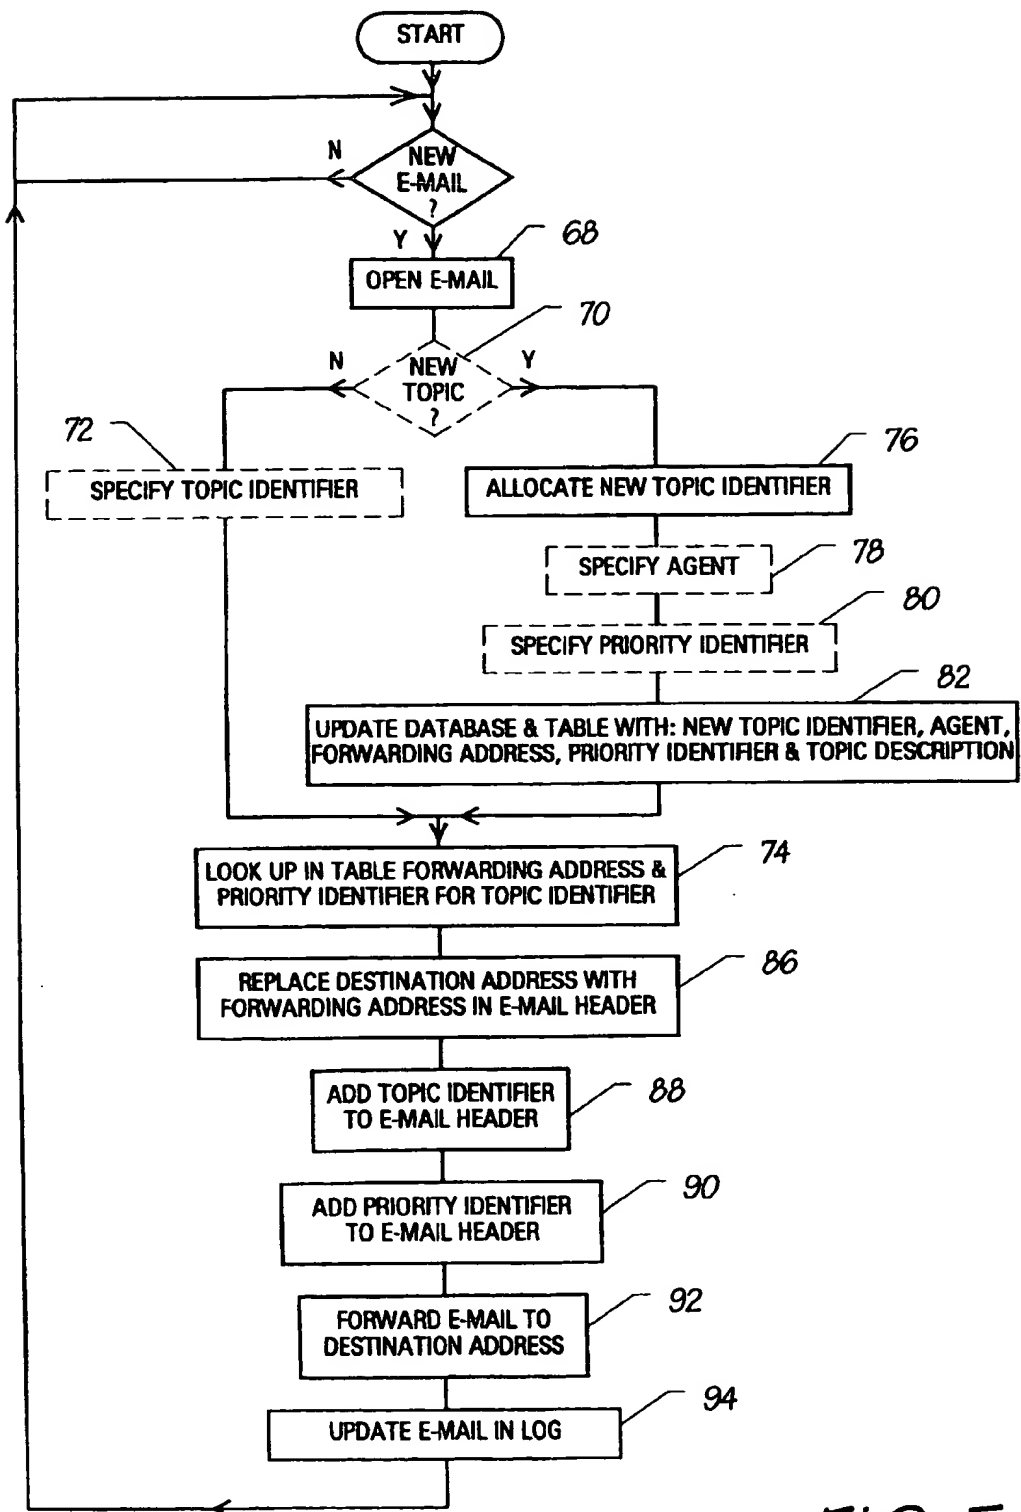 START
N
NEW
E-MAIL
?
Y
68
OPEN E-MAIL
70
N
NEW
TOPIC
?
Y
72
SPECIFY TOPIC IDENTIFIER
76
ALLOCATE NEW TOPIC IDENTIFIER
78
SPECIFY AGENT
80
SPECIFY PRIORITY IDENTIFIER
82
UPDATE DATABASE & TABLE WITH: NEW TOPIC IDENTIFIER, AGENT,
FORWARDING ADDRESS, PRIORITY IDENTIFIER & TOPIC DESCRIPTION
74
LOOK UP IN TABLE FORWARDING ADDRESS &
PRIORITY IDENTIFIER FOR TOPIC IDENTIFIER
86
REPLACE DESTINATION ADDRESS WITH
FORWARDING ADDRESS IN E-MAIL HEADER
88
ADD TOPIC IDENTIFIER
TO E-MAIL HEADER
90
ADD PRIORITY IDENTIFIER
TO E-MAIL HEADER
92
FORWARD E-MAIL TO
DESTINATION ADDRESS
94
UPDATE E-MAIL IN LOG